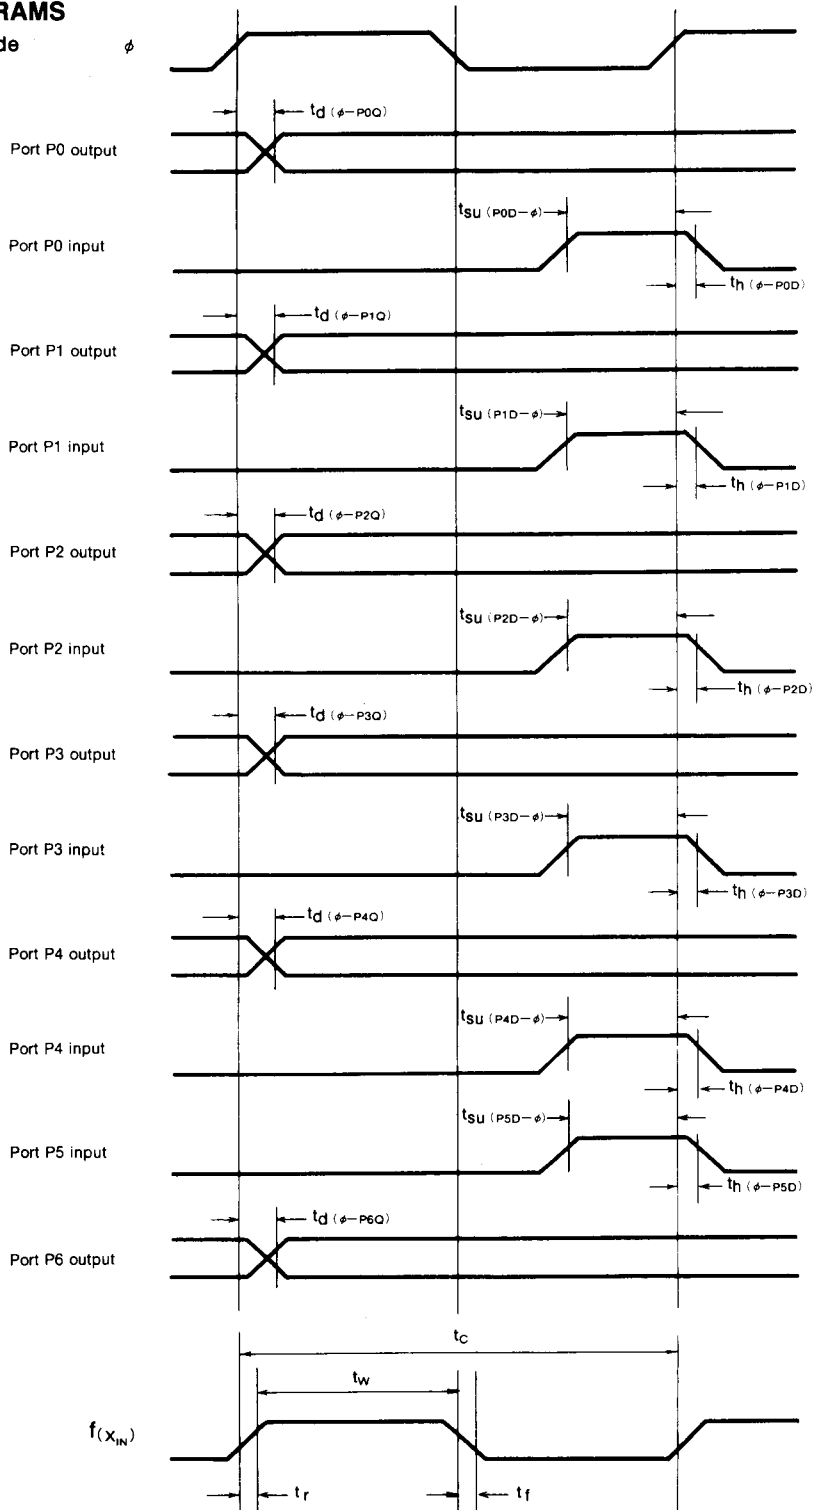 RAMS
de
φ
td (φ−P0Q)
Port P0 output
tsu (P0D−φ)
Port P0 input
th (φ−P0D)
td (φ−P1Q)
Port P1 output
tsu (P1D−φ)
Port P1 input
th (φ−P1D)
td (φ−P2Q)
Port P2 output
tsu (P2D−φ)
Port P2 input
th (φ−P2D)
td (φ−P3Q)
Port P3 output
tsu (P3D−φ)
Port P3 input
th (φ−P3D)
td (φ−P4Q)
Port P4 output
tsu (P4D−φ)
Port P4 input
th (φ−P4D)
tsu (P5D−φ)
Port P5 input
th (φ−P5D)
td (φ−P6Q)
Port P6 output
tc
tw
f(XIN)
tr
tf